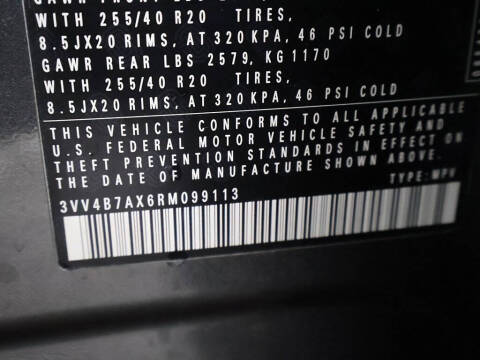 WITH 255/40 R20 TIRES,
8.5JX20 RIMS, AT 320 KPA, 46 PSI COLD
GAWR REAR LBS 2579, KG 1170
WITH 255/40 R20 TIRES,
8.5JX20 RIMS, AT 320 KPA, 46 PSI COLD
THIS VEHICLE CONFORMS TO ALL APPLICABLE
U.S. FEDERAL MOTOR VEHICLE SAFETY AND
THEFT PREVENTION STANDARDS IN EFFECT ON
THE DATE OF MANUFACTURE SHOWN ABOVE.
3VV4B7AX6RM099113 TYPE: MPV